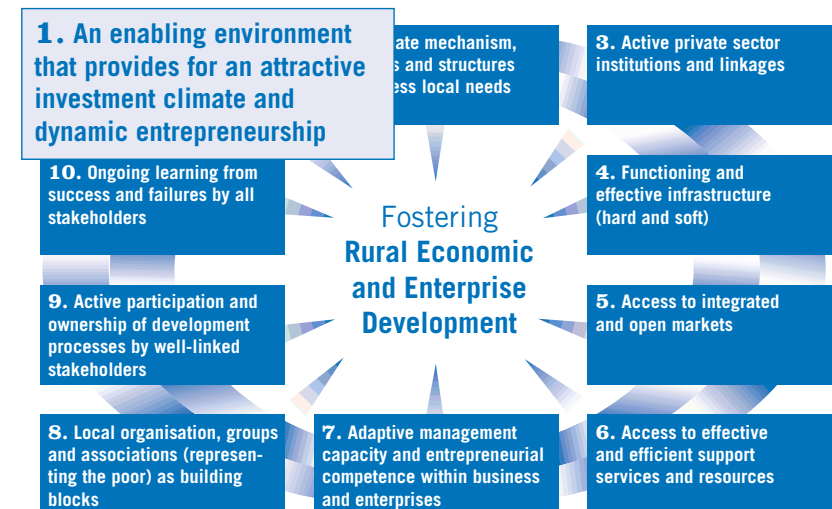 1. An enabling environment
that provides for an attractive
investment climate and
dynamic entrepreneurship
mechanism,
and structures
local needs
3. Active private sector
institutions and linkages
10. Ongoing learning from
success and failures by all
stakeholders
4. Functioning and
effective infrastructure
(hard and soft)
Fostering
Rural Economic
and Enterprise
Development
9. Active participation and
ownership of development
processes by well-linked
stakeholders
5. Access to integrated
and open markets
8. Local organisation, groups
and associations (represen-
ting the poor) as building
blocks
7. Adaptive management
capacity and entrepreneurial
competence within business
and enterprises
6. Access to effective
and efficient support
services and resources